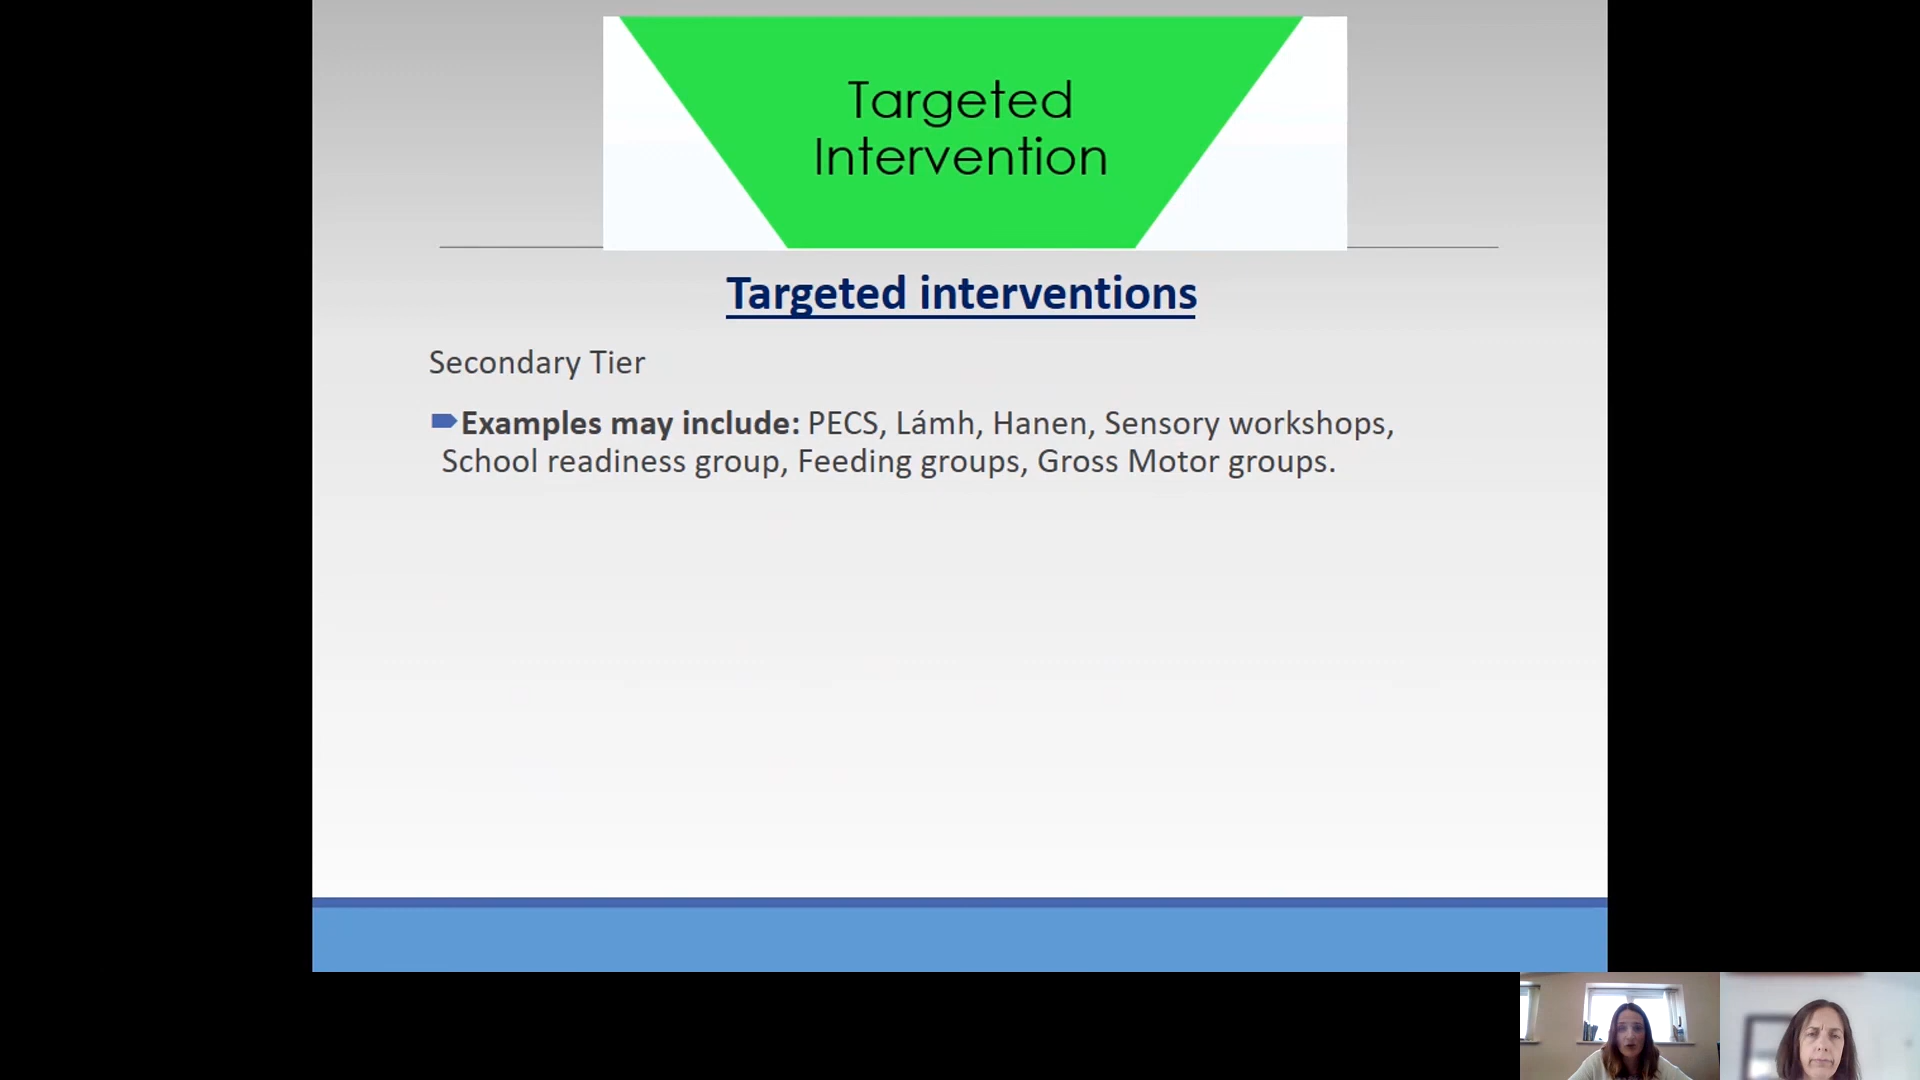 Targeted
Intervention
Targeted interventions
Secondary Tier
Examples may include: PECS, Lámh, Hanen, Sensory workshops,
School readiness group, Feeding groups, Gross Motor groups.